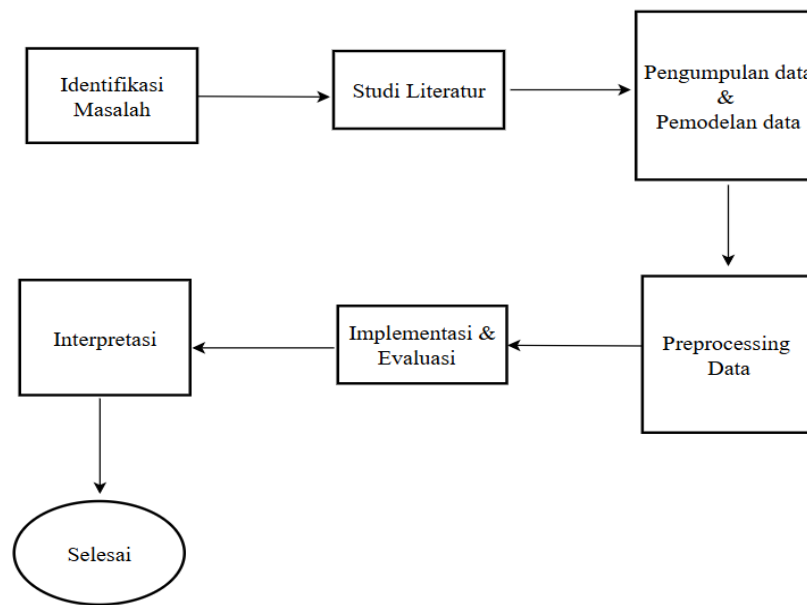 Identifikasi
Masalah
Studi Literatur
Pengumpulan data
&
Pemodelan data
Preprocessing
Data
Implementasi &
Evaluasi
Interpretasi
Selesai